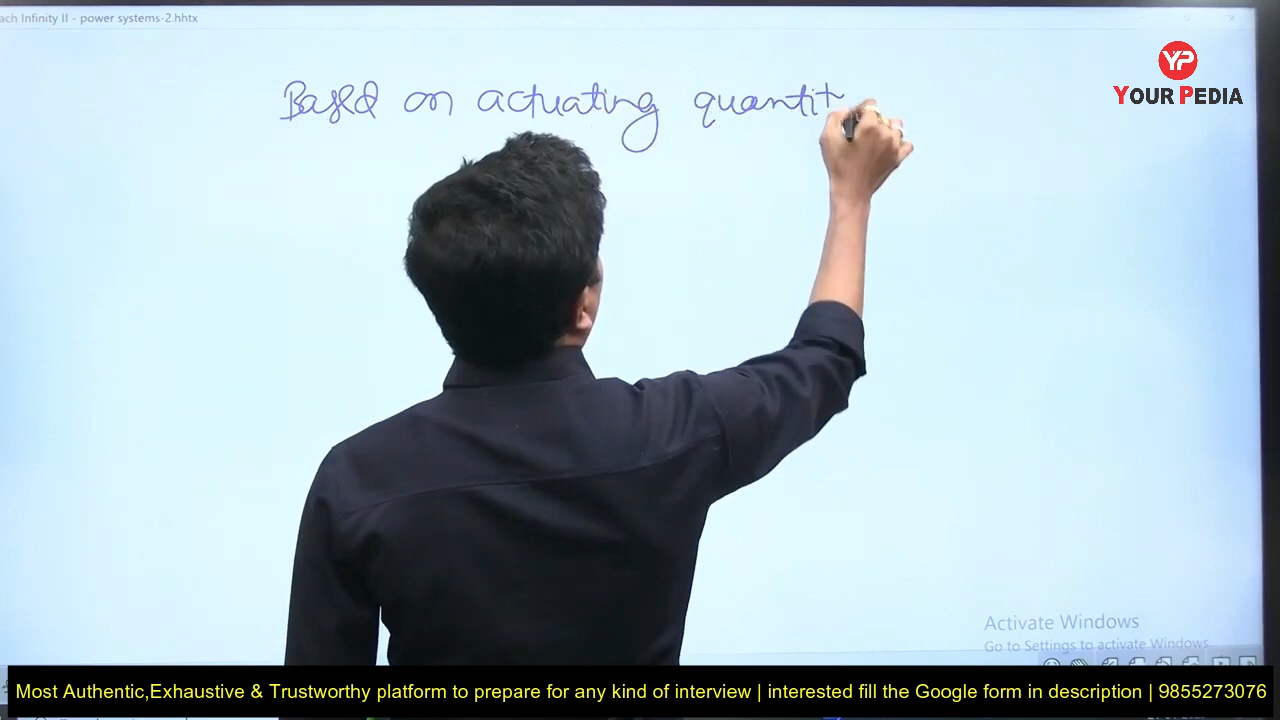 ach Infinity II - power systems-2.hhtx
YP
YOUR PEDIA
Based on actuating quantit
Activate Windows
Go to Settings to activate Windows.
Most Authentic,Exhaustive & Trustworthy platform to prepare for any kind of interview | interested fill the Google form in description | 9855273076